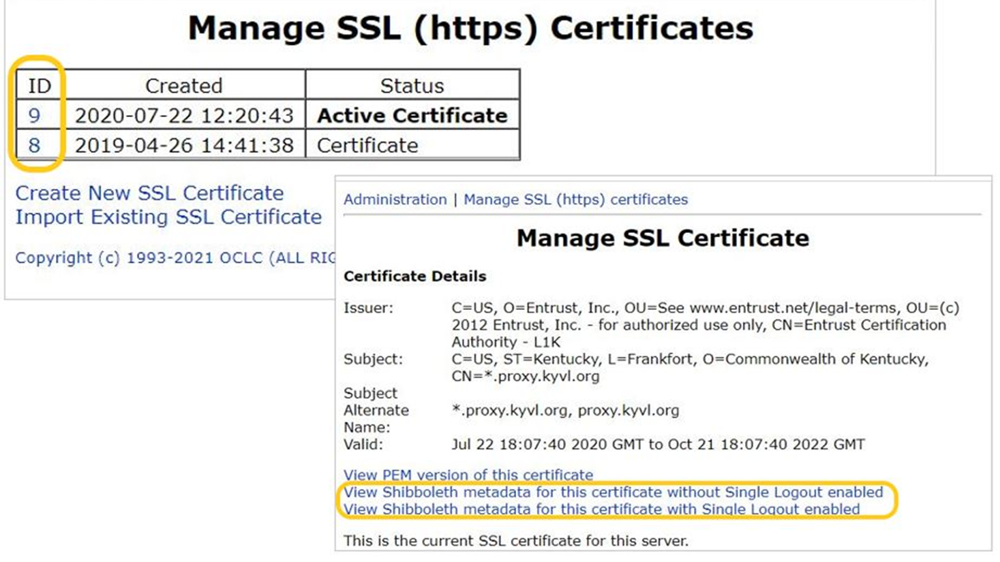 Manage SSL (https) Certificates
ID Created Status
9 2020-07-22 12:20:43 Active Certificate
8 2019-04-26 14:41:38 Certificate
Create New SSL Certificate
Import Existing SSL Certificate
Copyright (c) 1993-2021 OCLC (ALL RIG
Administration | Manage SSL (https) certificates
Manage SSL Certificate
Certificate Details
Issuer: C=US, O=Entrust, Inc., OU=See www.entrust.net/legal-terms, OU=(c)
2012 Entrust, Inc. - for authorized use only, CN=Entrust Certification
Authority - L1K
Subject: C=US, ST=Kentucky, L=Frankfort, O=Commonwealth of Kentucky,
CN=*.proxy.kyvl.org
Subject
Alternate *.proxy.kyvl.org, proxy.kyvl.org
Name:
Valid: Jul 22 18:07:40 2020 GMT to Oct 21 18:07:40 2022 GMT
View PEM version of this certificate
View Shibboleth metadata for this certificate without Single Logout enabled
View Shibboleth metadata for this certificate with Single Logout enabled
This is the current SSL certificate for this server.